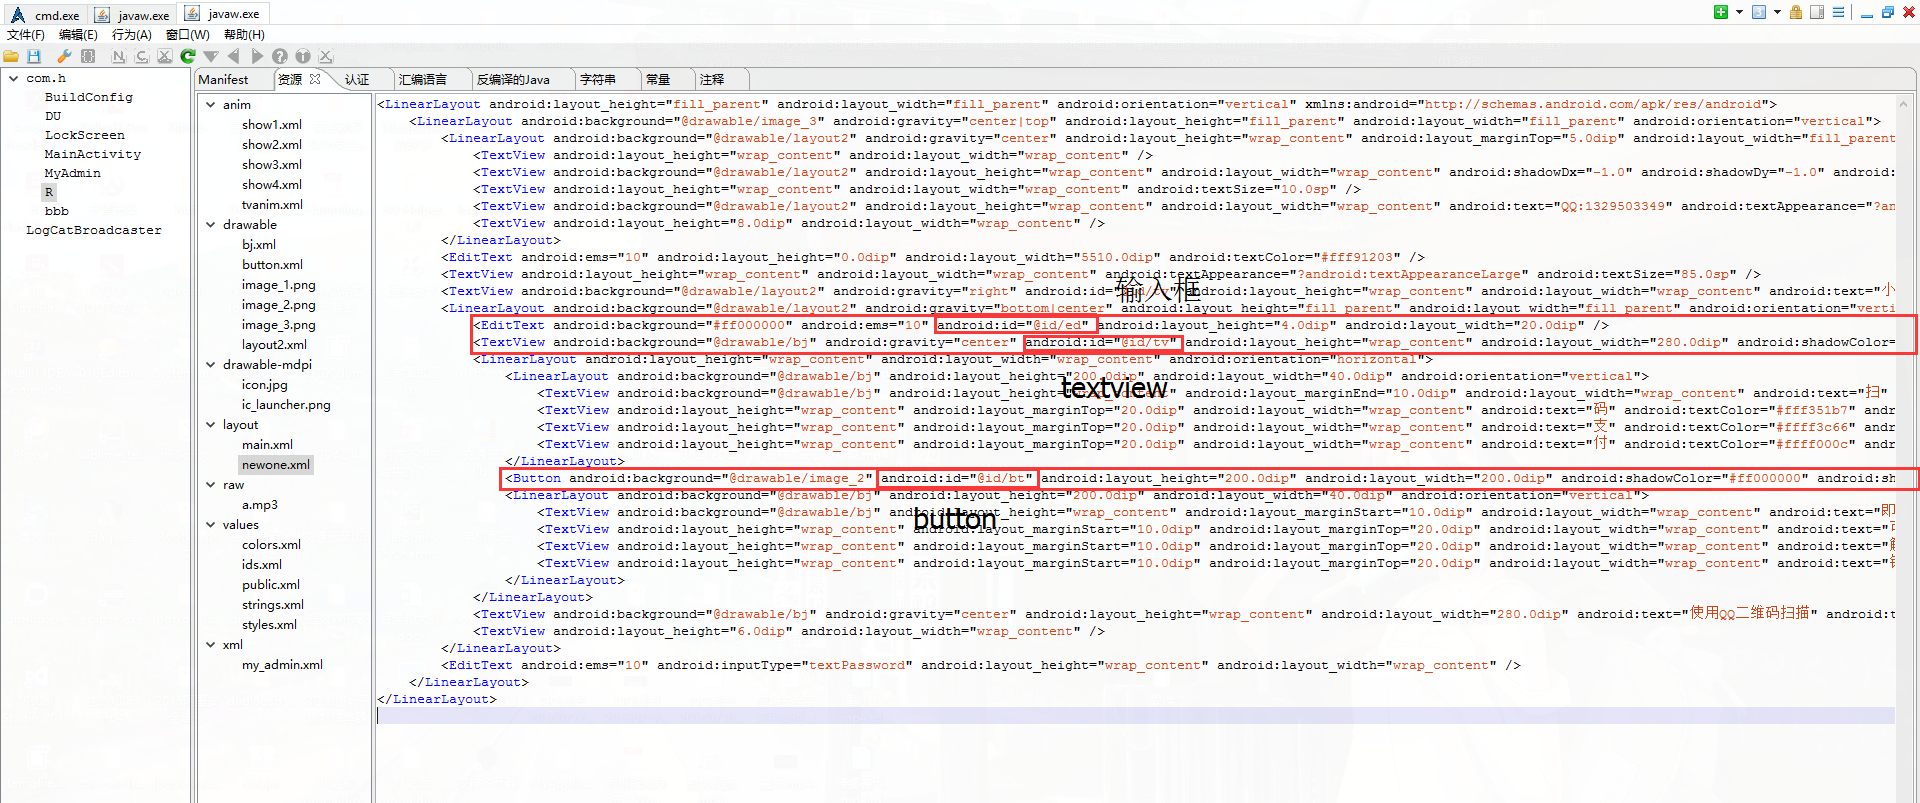 cmd.exe javaw.exe javaw.exe
文件(F) 编辑(E) 行为(A) 窗口(W) 帮助(H)
com.h
BuildConfig
DU
LockScreen
MainActivity
MyAdmin
R
bbb
LogCatBroadcaster
Manifest 资源 认证 汇编语言 反编译的Java 字符串 常量 注释
anim
show1.xml
show2.xml
show3.xml
show4.xml
tvanim.xml
drawable
bj.xml
button.xml
image_1.png
image_2.png
image_3.png
layout2.xml
drawable-mdpi
icon.jpg
ic_launcher.png
layout
main.xml
newone.xml
raw
a.mp3
values
colors.xml
ids.xml
public.xml
strings.xml
styles.xml
xml
my_admin.xml
<LinearLayout android:layout_height="fill_parent" android:layout_width="fill_parent" android:orientation="vertical" xmlns:android="http://schemas.android.com/apk/res/android">
<LinearLayout android:background="@drawable/image_3" android:gravity="center|top" android:layout_height="fill_parent" android:layout_width="fill_parent" android:orientation="vertical">
<LinearLayout android:background="@drawable/layout2" android:gravity="center" android:layout_height="wrap_content" android:layout_marginTop="5.0dip" android:layout_width="fill_parent
<TextView android:layout_height="wrap_content" android:layout_width="wrap_content" />
<TextView android:background="@drawable/layout2" android:layout_height="wrap_content" android:layout_width="wrap_content" android:shadowDx="-1.0" android:shadowDy="-1.0" android:
<TextView android:layout_height="wrap_content" android:layout_width="wrap_content" android:textSize="10.0sp" />
<TextView android:background="@drawable/layout2" android:layout_height="wrap_content" android:layout_width="wrap_content" android:text="QQ:1329503349" android:textAppearance="?an
<TextView android:layout_height="8.0dip" android:layout_width="wrap_content" />
</LinearLayout>
<EditText android:ems="10" android:layout_height="0.0dip" android:layout_width="5510.0dip" android:textColor="#fff91203" />
<TextView android:layout_height="wrap_content" android:layout_width="wrap_content" android:textAppearance="?android:textAppearanceLarge" android:textSize="85.0sp" />
<TextView android:background="@drawable/layout2" android:gravity="right" android:layout_height="wrap_content" android:layout_width="wrap_content" android:text="小
输入框
<LinearLayout android:background="@drawable/layout2" android:gravity="bottom|center" android:layout_height="fill_parent" android:layout_width="fill_parent" android:orientation="verti
<EditText android:background="#ff000000" android:ems="10" android:id="@id/ed" android:layout_height="4.0dip" android:layout_width="20.0dip" />
<TextView android:background="@drawable/bj" android:gravity="center" android:id="@id/tv" android:layout_height="wrap_content" android:layout_width="280.0dip" android:shadowColor=
<LinearLayout android:layout_height="wrap_content" android:layout_width="wrap_content" android:orientation="horizontal">
<LinearLayout android:background="@drawable/bj" android:layout_height="200.0dip" android:layout_width="40.0dip" android:orientation="vertical">
textview
<TextView android:layout_height="wrap_content" android:layout_marginEnd="10.0dip" android:layout_width="wrap_content" android:text="扫"
<TextView android:layout_height="wrap_content" android:layout_marginTop="20.0dip" android:layout_width="wrap_content" android:text="码" android:textColor="#fff351b7" and
<TextView android:layout_height="wrap_content" android:layout_marginTop="20.0dip" android:layout_width="wrap_content" android:text="支" android:textColor="#ffff3c66" and
<TextView android:layout_height="wrap_content" android:layout_marginTop="20.0dip" android:layout_width="wrap_content" android:text="付" android:textColor="#ffff000c" and
</LinearLayout>
<Button android:background="@drawable/image_2" android:id="@id/bt" android:layout_height="200.0dip" android:layout_width="200.0dip" android:shadowColor="#ff000000" android:sh
<LinearLayout android:background="@drawable/bj" android:layout_height="200.0dip" android:layout_width="40.0dip" android:orientation="vertical">
<TextView android:layout_height="wrap_content" android:layout_marginStart="10.0dip" android:layout_width="wrap_content" android:text="即
button
<TextView android:layout_height="wrap_content" android:layout_marginStart="10.0dip" android:layout_marginTop="20.0dip" android:layout_width="wrap_content" android:text="
<TextView android:layout_height="wrap_content" android:layout_marginStart="10.0dip" android:layout_marginTop="20.0dip" android:layout_width="wrap_content" android:text="
<TextView android:layout_height="wrap_content" android:layout_marginStart="10.0dip" android:layout_marginTop="20.0dip" android:layout_width="wrap_content" android:text="
</LinearLayout>
</LinearLayout>
<TextView android:background="@drawable/bj" android:gravity="center" android:layout_height="wrap_content" android:layout_width="280.0dip" android:text="使用QQ二维码扫描" android:t
<TextView android:layout_height="6.0dip" android:layout_width="wrap_content" />
</LinearLayout>
<EditText android:ems="10" android:inputType="textPassword" android:layout_height="wrap_content" android:layout_width="wrap_content" />
</LinearLayout>
</LinearLayout>